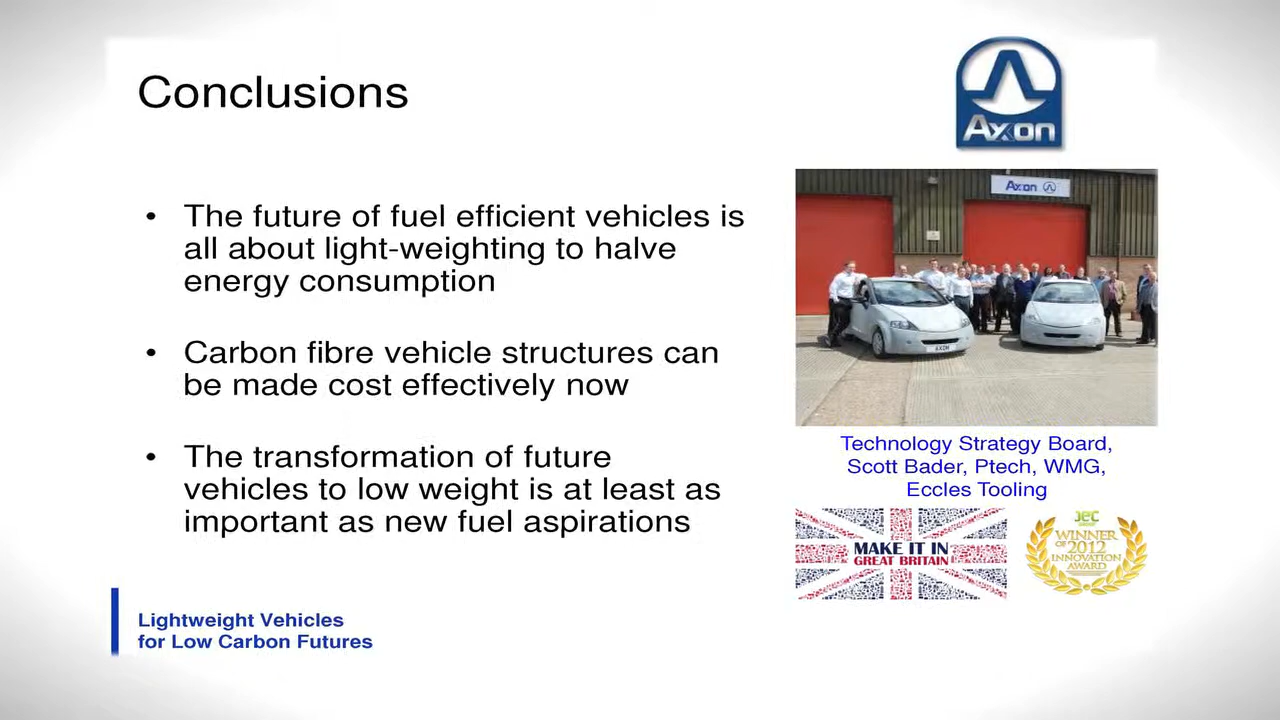 Conclusions
Axon
• The future of fuel efficient vehicles is
all about light-weighting to halve
energy consumption
• Carbon fibre vehicle structures can
be made cost effectively now
• The transformation of future
vehicles to low weight is at least as
important as new fuel aspirations
Axon
AXON
Technology Strategy Board,
Scott Bader, Ptech, WMG,
Eccles Tooling
MAKE IT IN
GREAT BRITAIN
JEC
WINNER
OF 2012
INNOVATION
AWARD
Lightweight Vehicles
for Low Carbon Futures